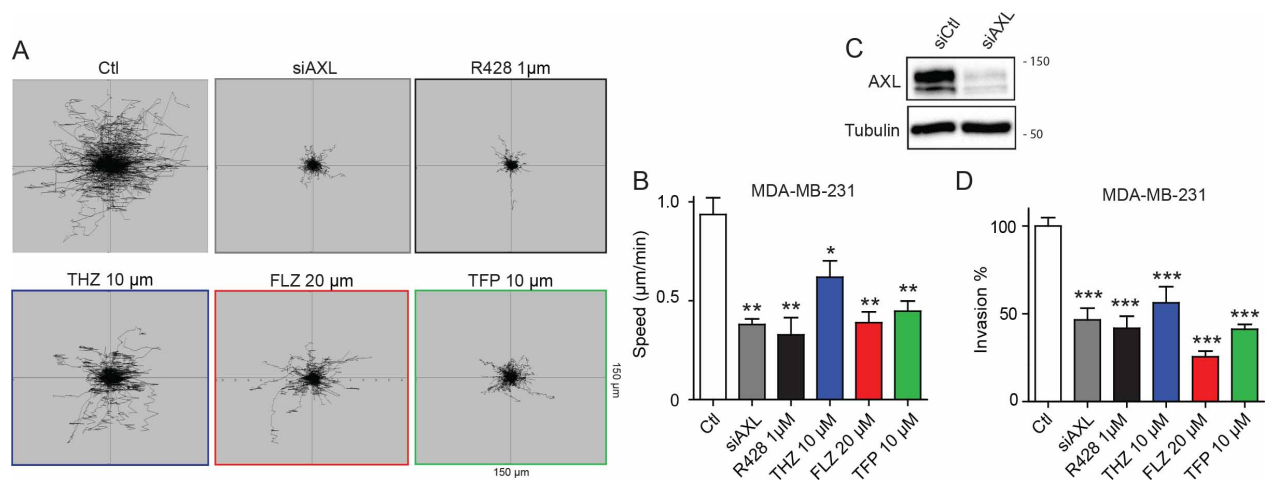 A
Ctl
siAXL
R428 1µm
THZ 10 µm
FLZ 20 µm
TFP 10 µm
150 µm
150 µm
B
MDA-MB-231
Speed (µm/min)
1.0
0.5
0
**
**
*
**
**
Ctl
siAXL
R428 1µM
THZ 10 µM
FLZ 20 µM
TFP 10 µM
C
siCtl
siAXL
AXL
- 150
Tubulin
- 50
D
MDA-MB-231
Invasion %
100
50
0
***
***
***
***
***
Ctl
siAXL
R428 1µM
THZ 10 µM
FLZ 20 µM
TFP 10 µM